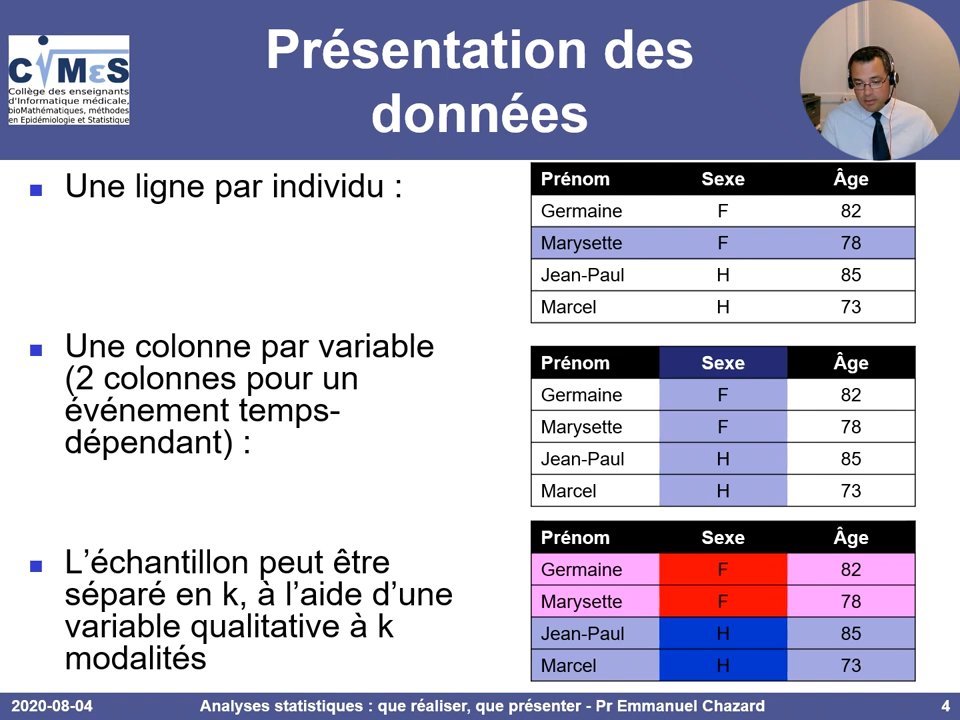 Présentation des
données
CiMεS
Collège des enseignants
d'Informatique médicale,
bioMathématiques, méthodes
en Epidémiologie et Statistique
Une ligne par individu :
Prénom Sexe Âge
Germaine F 82
Marysette F 78
Jean-Paul H 85
Marcel H 73
Une colonne par variable
(2 colonnes pour un
événement temps-
dépendant) :
Prénom Sexe Âge
Germaine F 82
Marysette F 78
Jean-Paul H 85
Marcel H 73
L'échantillon peut être
séparé en k, à l'aide d'une
variable qualitative à k
modalités
Prénom Sexe Âge
Germaine F 82
Marysette F 78
Jean-Paul H 85
Marcel H 73
2020-08-04 Analyses statistiques : que réaliser, que présenter - Pr Emmanuel Chazard 4